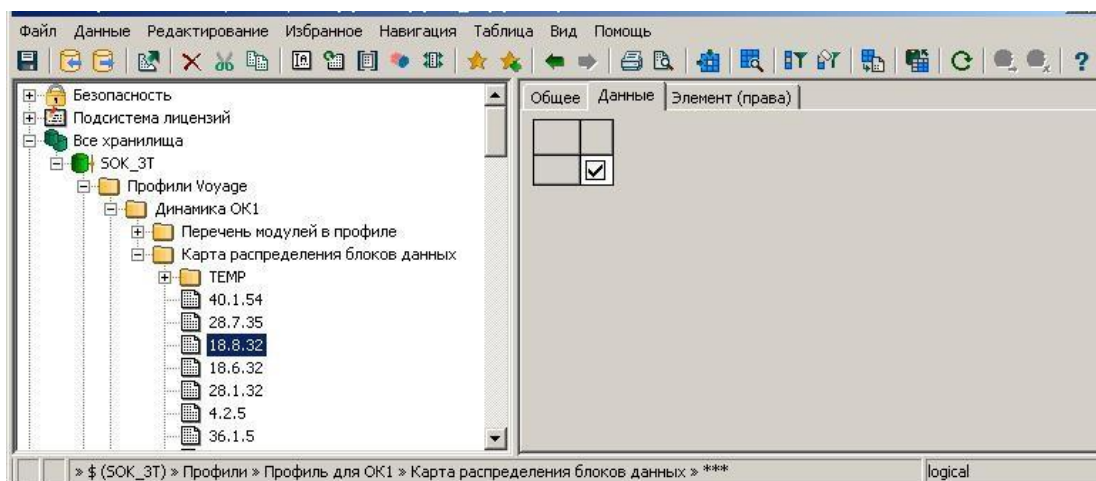 Файл Данные Редактирование Избранное Навигация Таблица Вид Помощь
Безопасность
Подсистема лицензий
Все хранилища
SOK_3T
Профили Voyage
Динамика ОК1
Перечень модулей в профиле
Карта распределения блоков данных
TEMP
40.1.54
28.7.35
18.8.32
18.6.32
28.1.32
4.2.5
36.1.5
Общее Данные Элемент (права)
» $ (SOK_3T) » Профили » Профиль для ОК1 » Карта распределения блоков данных » ***
logical